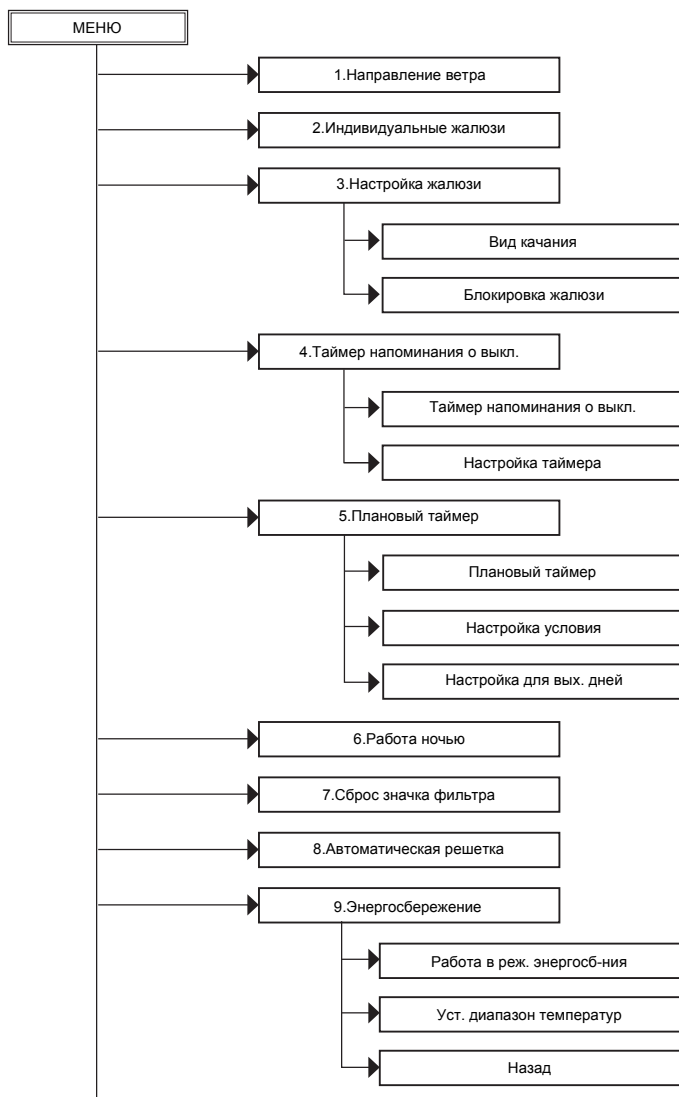 МЕНЮ
1.Направление ветра
2.Индивидуальные жалюзи
3.Настройка жалюзи
Вид качания
Блокировка жалюзи
4.Таймер напоминания о выкл.
Таймер напоминания о выкл.
Настройка таймера
5.Плановый таймер
Плановый таймер
Настройка условия
Настройка для вых. дней
6.Работа ночью
7.Сброс значка фильтра
8.Автоматическая решетка
9.Энергосбережение
Работа в реж. энергосб-ния
Уст. диапазон температур
Назад